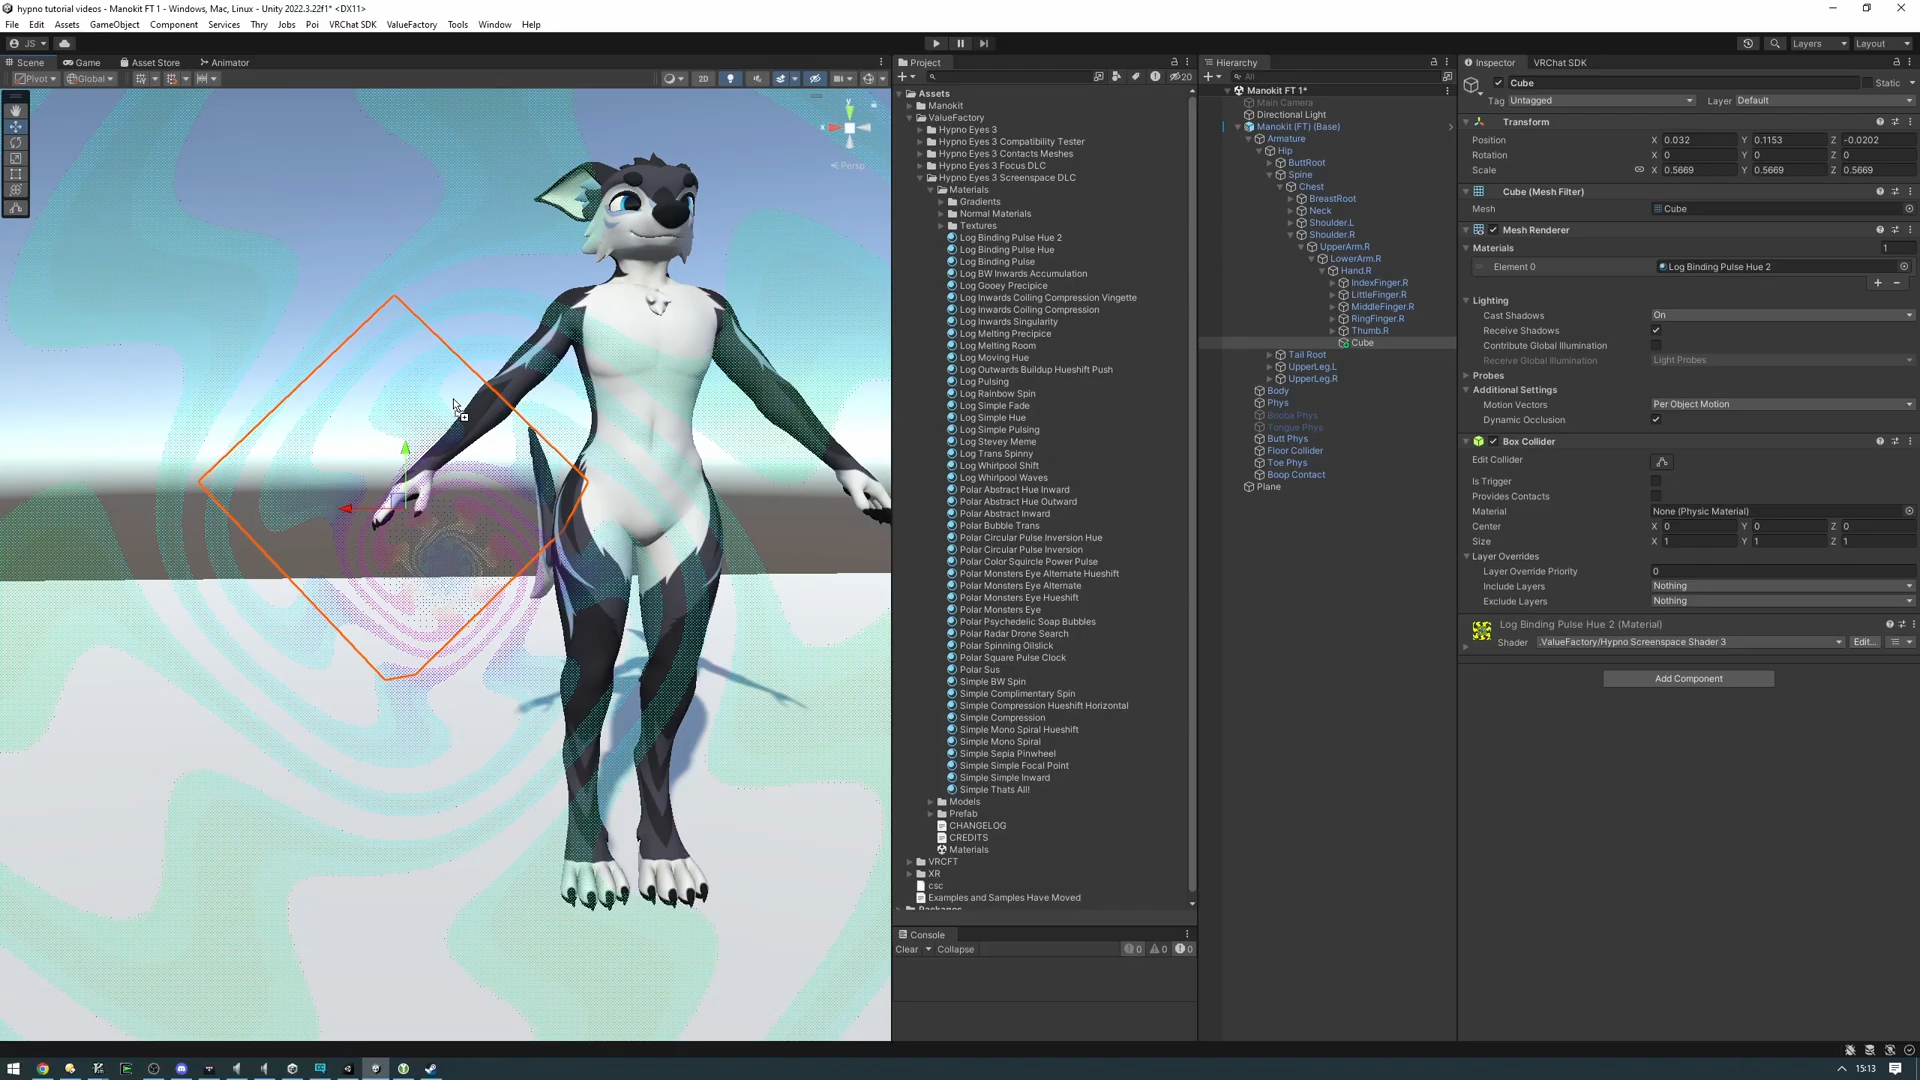 hypno tutorial videos - Manokit FT 1 - Windows, Mac, Linux - Unity 2022.3.22f1* <DX11>
File Edit Assets GameObject Component Services Thry Jobs Poi VRChat SDK ValueFactory Tools Window Help
JS Layers Layout
Scene Game Asset Store Animator
Pivot Global 2D
y
x
Persp
Project
20
Assets
Manokit
ValueFactory
Hypno Eyes 3
Hypno Eyes 3 Compatibility Tester
Hypno Eyes 3 Contacts Meshes
Hypno Eyes 3 Focus DLC
Hypno Eyes 3 Screenspace DLC
Materials
Gradients
Normal Materials
Textures
Log Binding Pulse Hue 2
Log Binding Pulse Hue
Log Binding Pulse
Log BW Inwards Accumulation
Log Gooey Precipice
Log Inwards Coiling Compression Vingette
Log Inwards Coiling Compression
Log Inwards Singularity
Log Melting Precipice
Log Melting Room
Log Moving Hue
Log Outwards Buildup Hueshift Push
Log Pulsing
Log Rainbow Spin
Log Simple Fade
Log Simple Hue
Log Simple Pulsing
Log Stevey Meme
Log Trans Spinny
Log Whirlpool Shift
Log Whirlpool Waves
Polar Abstract Hue Inward
Polar Abstract Hue Outward
Polar Abstract Inward
Polar Bubble Trans
Polar Circular Pulse Inversion Hue
Polar Circular Pulse Inversion
Polar Color Squircle Power Pulse
Polar Monsters Eye Alternate Hueshift
Polar Monsters Eye Alternate
Polar Monsters Eye Hueshift
Polar Monsters Eye
Polar Psychedelic Soap Bubbles
Polar Radar Drone Search
Polar Spinning Oilslick
Polar Square Pulse Clock
Polar Sus
Simple BW Spin
Simple Complimentary Spin
Simple Compression Hueshift Horizontal
Simple Compression
Simple Mono Spiral Hueshift
Simple Mono Spiral
Simple Sepia Pinwheel
Simple Simple Focal Point
Simple Simple Inward
Simple Thats All!
Models
Prefab
CHANGELOG
CREDITS
Materials
VRCFT
XR
csc
Examples and Samples Have Moved
Packages
Console
Clear Collapse 0 0 0
Hierarchy
All
Manokit FT 1*
Main Camera
Directional Light
Manokit (FT) (Base)
Armature
Hip
ButtRoot
Spine
Chest
BreastRoot
Neck
Shoulder.L
Shoulder.R
UpperArm.R
LowerArm.R
Hand.R
IndexFinger.R
LittleFinger.R
MiddleFinger.R
RingFinger.R
Thumb.R
Cube
Tail Root
UpperLeg.L
UpperLeg.R
Body
Phys
Booba Phys
Tongue Phys
Butt Phys
Floor Collider
Toe Phys
Boop Contact
Plane
Inspector VRChat SDK
Cube Static
Tag Untagged Layer Default
Transform
Position X 0.032 Y 0.1153 Z -0.0202
Rotation X 0 Y 0 Z 0
Scale X 0.5669 Y 0.5669 Z 0.5669
Cube (Mesh Filter)
Mesh Cube
Mesh Renderer
Materials 1
Element 0 Log Binding Pulse Hue 2
Lighting
Cast Shadows On
Receive Shadows
Contribute Global Illumination
Receive Global Illumination Light Probes
Probes
Additional Settings
Motion Vectors Per Object Motion
Dynamic Occlusion
Box Collider
Edit Collider
Is Trigger
Provides Contacts
Material None (Physic Material)
Center X 0 Y 0 Z 0
Size X 1 Y 1 Z 1
Layer Overrides
Layer Override Priority 0
Include Layers Nothing
Exclude Layers Nothing
Log Binding Pulse Hue 2 (Material)
Shader .ValueFactory/Hypno Screenspace Shader 3 Edit...
Add Component
15:13